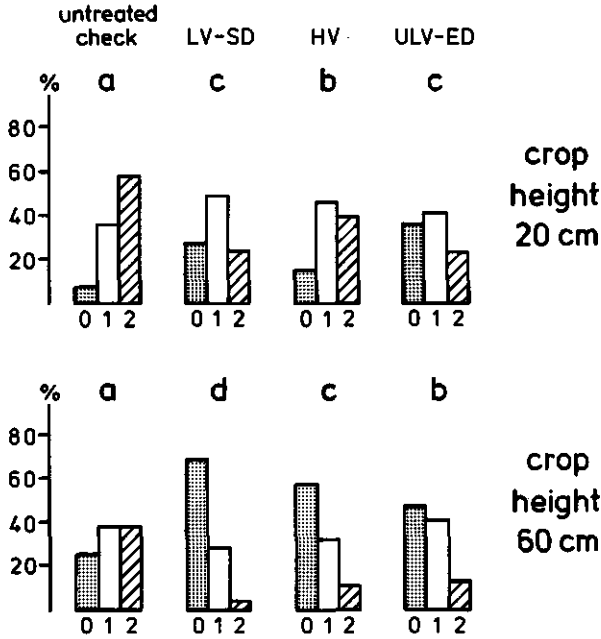 untreated
check LV-SD HV ULV-ED
% a c b c
80
60
40
20
0 1 2 0 1 2 0 1 2 0 1 2
crop
height
20 cm
% a d c b
80
60
40
20
0 1 2 0 1 2 0 1 2 0 1 2
crop
height
60 cm